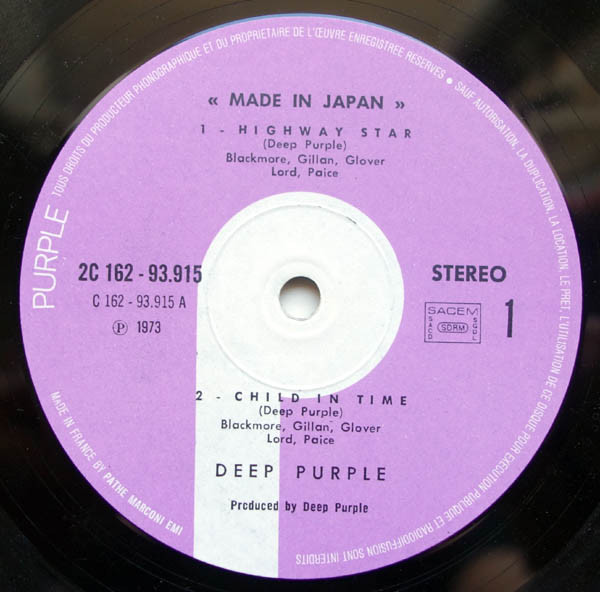 TOUS DROITS DU PRODUCTEUR PHONOGRAPHIQUE ET DU PROPRIETAIRE DE L'ŒUVRE ENREGISTREE RESERVES • SAUF AUTORISATION, LA DUPLICATION, LA LOCATION, LE PRET, L'UTILISATION DE CE DISQUE POUR EXECUTION PUBLIQUE ET RADIODIFFUSION SONT INTERDITS
PURPLE
« MADE IN JAPAN »
1 - HIGHWAY STAR
(Deep Purple)
Blackmore, Gillan, Glover
Lord, Paice
2C 162 - 93.915
C 162 - 93.915 A
Ⓟ 1973
STEREO
SACEM
SACD
SDRM
SGDL
1
2 - CHILD IN TIME
(Deep Purple)
Blackmore, Gillan, Glover
Lord, Paice
DEEP PURPLE
Produced by Deep Purple
MADE IN FRANCE BY PATHE MARCONI EMI